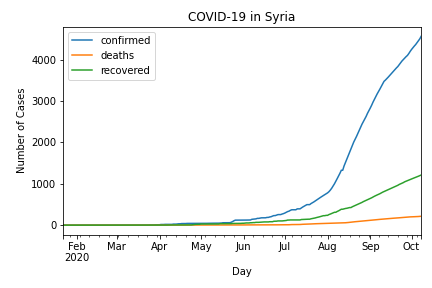 COVID-19 in Syria
confirmed
deaths
recovered
Number of Cases
4000
3000
2000
1000
0
Feb Mar Apr May Jun Jul Aug Sep Oct
2020
Day